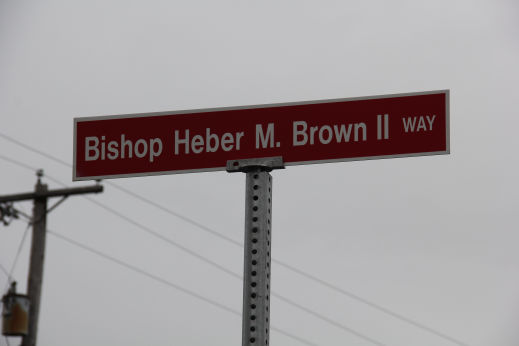 Bishop Heber M. Brown II WAY